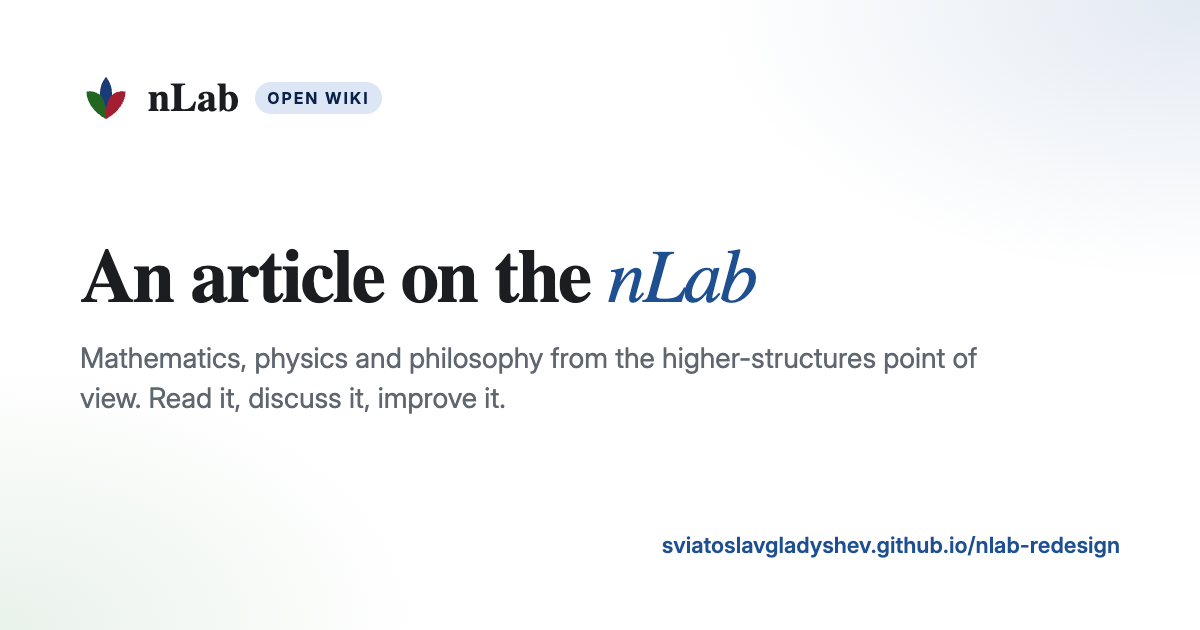 nLab OPEN WIKI
An article on the nLab
Mathematics, physics and philosophy from the higher-structures point of
view. Read it, discuss it, improve it.
sviatoslavgladyshev.github.io/nlab-redesign